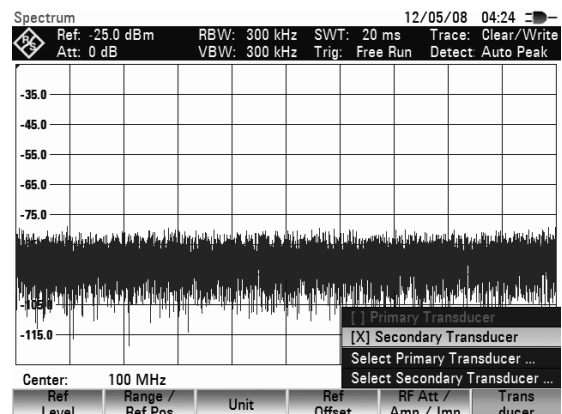 Spectrum 12/05/08 04:24
Ref: -25.0 dBm RBW: 300 kHz SWT: 20 ms Trace: Clear/Write
Att: 0 dB VBW: 300 kHz Trig: Free Run Detect: Auto Peak
-35.0
-45.0
-55.0
-65.0
-75.0
-105.0
-115.0
[ ] Primary Transducer
[X] Secondary Transducer
Select Primary Transducer ...
Select Secondary Transducer ...
Center: 100 MHz
Ref Level
Range / Ref Pos
Unit
Ref Offset
RF Att / Amp / Imp
Trans ducer